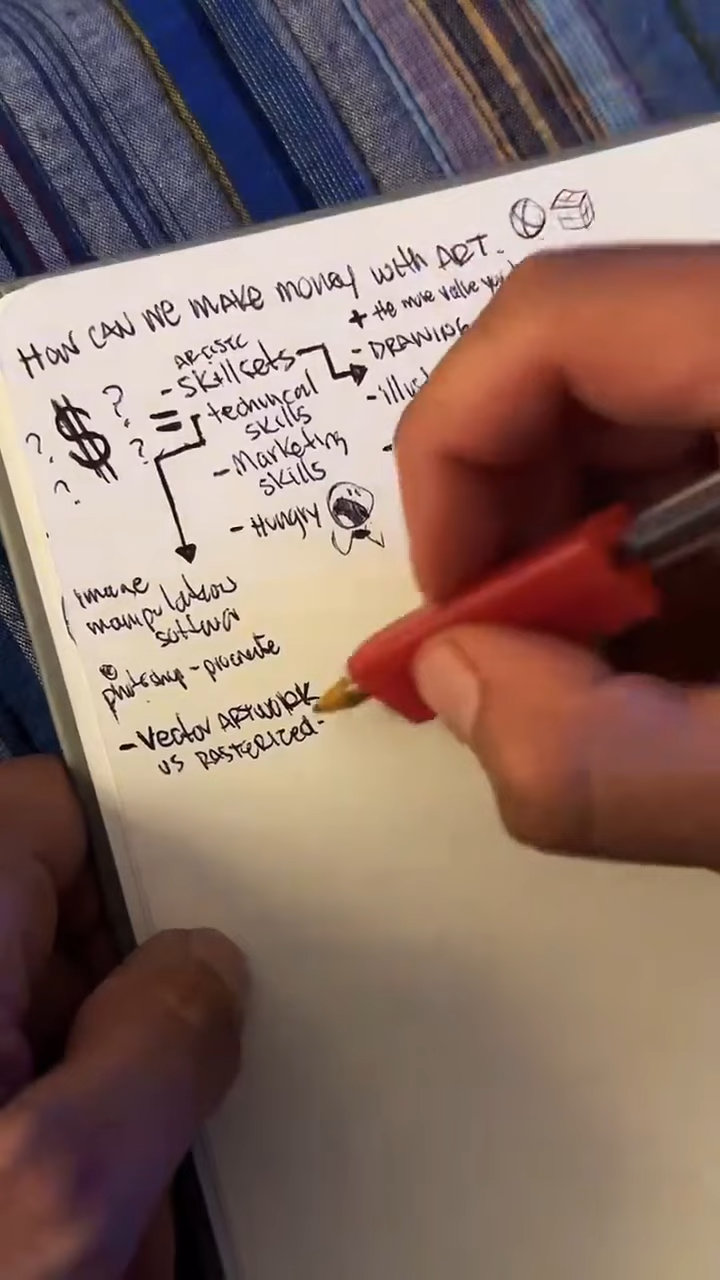 HOW CAN WE MAKE MONEY with ART.
+ the more value you
ARTISTIC
- Skillsets
- DRAWING
$ ? ? ? ? =
- technical
skills
- Marketing
skills
- Hungry
image
manipulation
photoshop - procreate
- Vector ARTWORK
vs RASTERIZED-